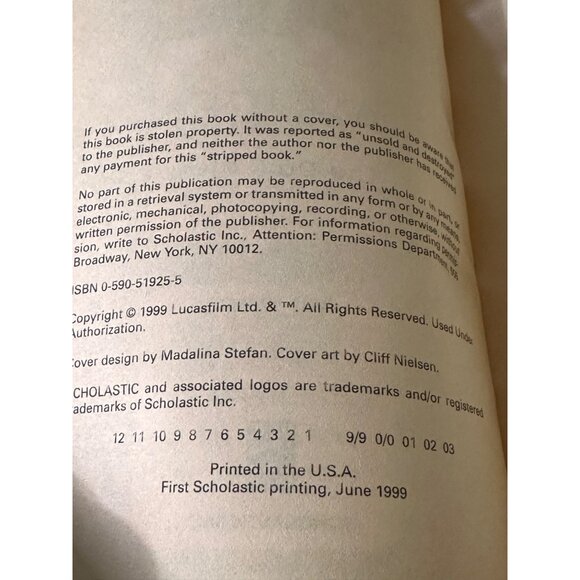 If you purchased this book without a cover, you should be aware that
this book is stolen property. It was reported as "unsold and destroyed"
to the publisher, and neither the author nor the publisher has received
any payment for this "stripped book."
No part of this publication may be reproduced in whole or in part, or
stored in a retrieval system or transmitted in any form or by any means,
electronic, mechanical, photocopying, recording, or otherwise, without
written permission of the publisher. For information regarding permis-
sion, write to Scholastic Inc., Attention: Permissions Department, 555
Broadway, New York, NY 10012.
ISBN 0-590-51925-5
Copyright © 1999 Lucasfilm Ltd. & ™. All Rights Reserved. Used Under
Authorization.
Cover design by Madalina Stefan. Cover art by Cliff Nielsen.
SCHOLASTIC and associated logos are trademarks and/or registered
trademarks of Scholastic Inc.
12 11 10 9 8 7 6 5 4 3 2 1 9/9 0/0 01 02 03
Printed in the U.S.A.
First Scholastic printing, June 1999